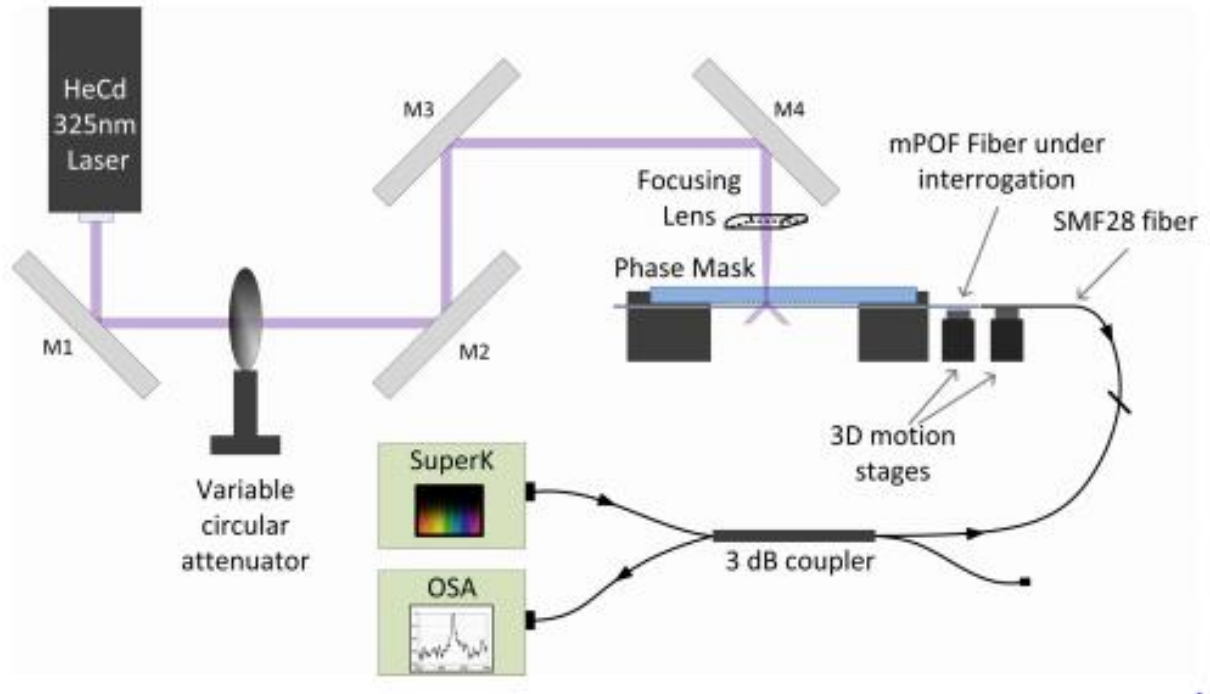 HeCd
325nm
Laser
M3
M4
mPOF Fiber under
interrogation
Focusing
Lens
SMF28 fiber
Phase Mask
M1
M2
3D motion
stages
SuperK
Variable
circular
attenuator
3 dB coupler
OSA